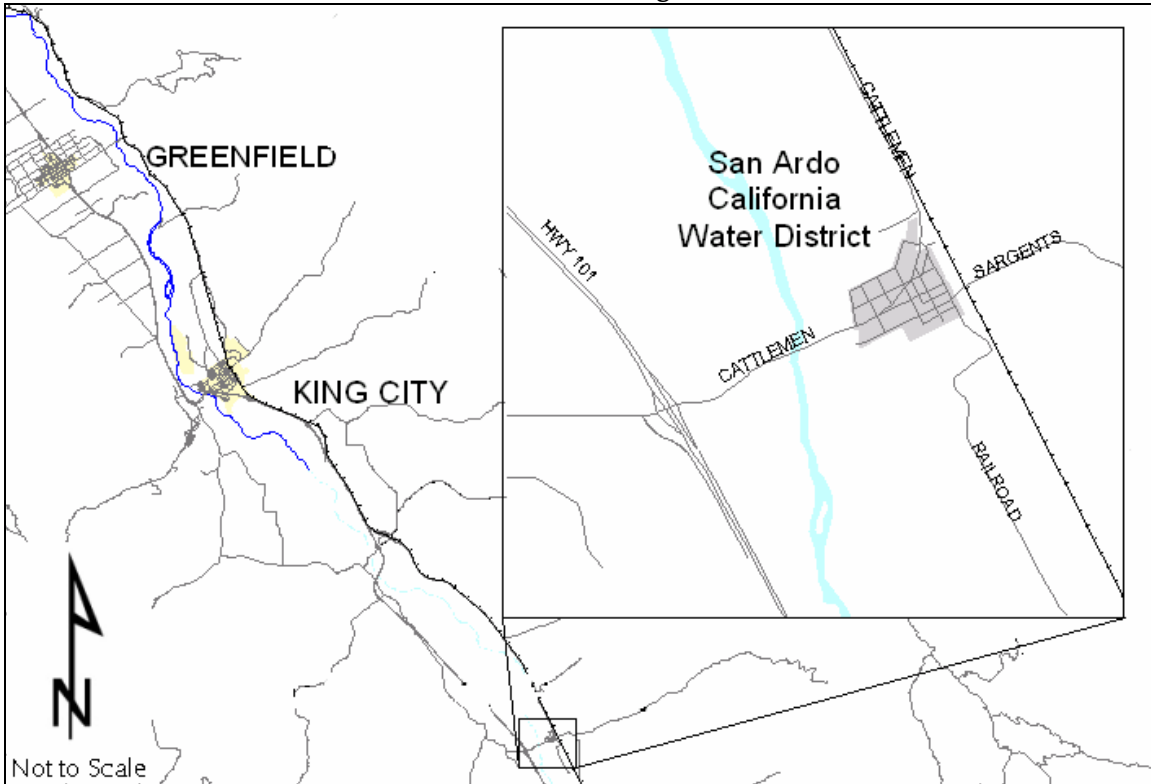 GREENFIELD
KING CITY
San Ardo
California
Water District
HWY 101
CATTLEMEN
CATTLEMEN
SARGENTS
RAILROAD
N
Not to Scale